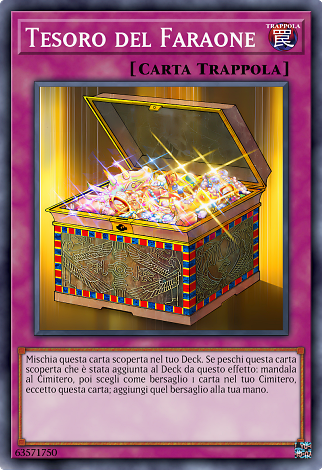 Tesoro del Faraone
TRAPPOLA
罠
[Carta Trappola]
Mischia questa carta scoperta nel tuo Deck. Se peschi questa carta
scoperta che è stata aggiunta al Deck da questo effetto: mandala
al Cimitero, poi scegli come bersaglio 1 carta nel tuo Cimitero,
eccetto questa carta; aggiungi quel bersaglio alla tua mano.
63571750